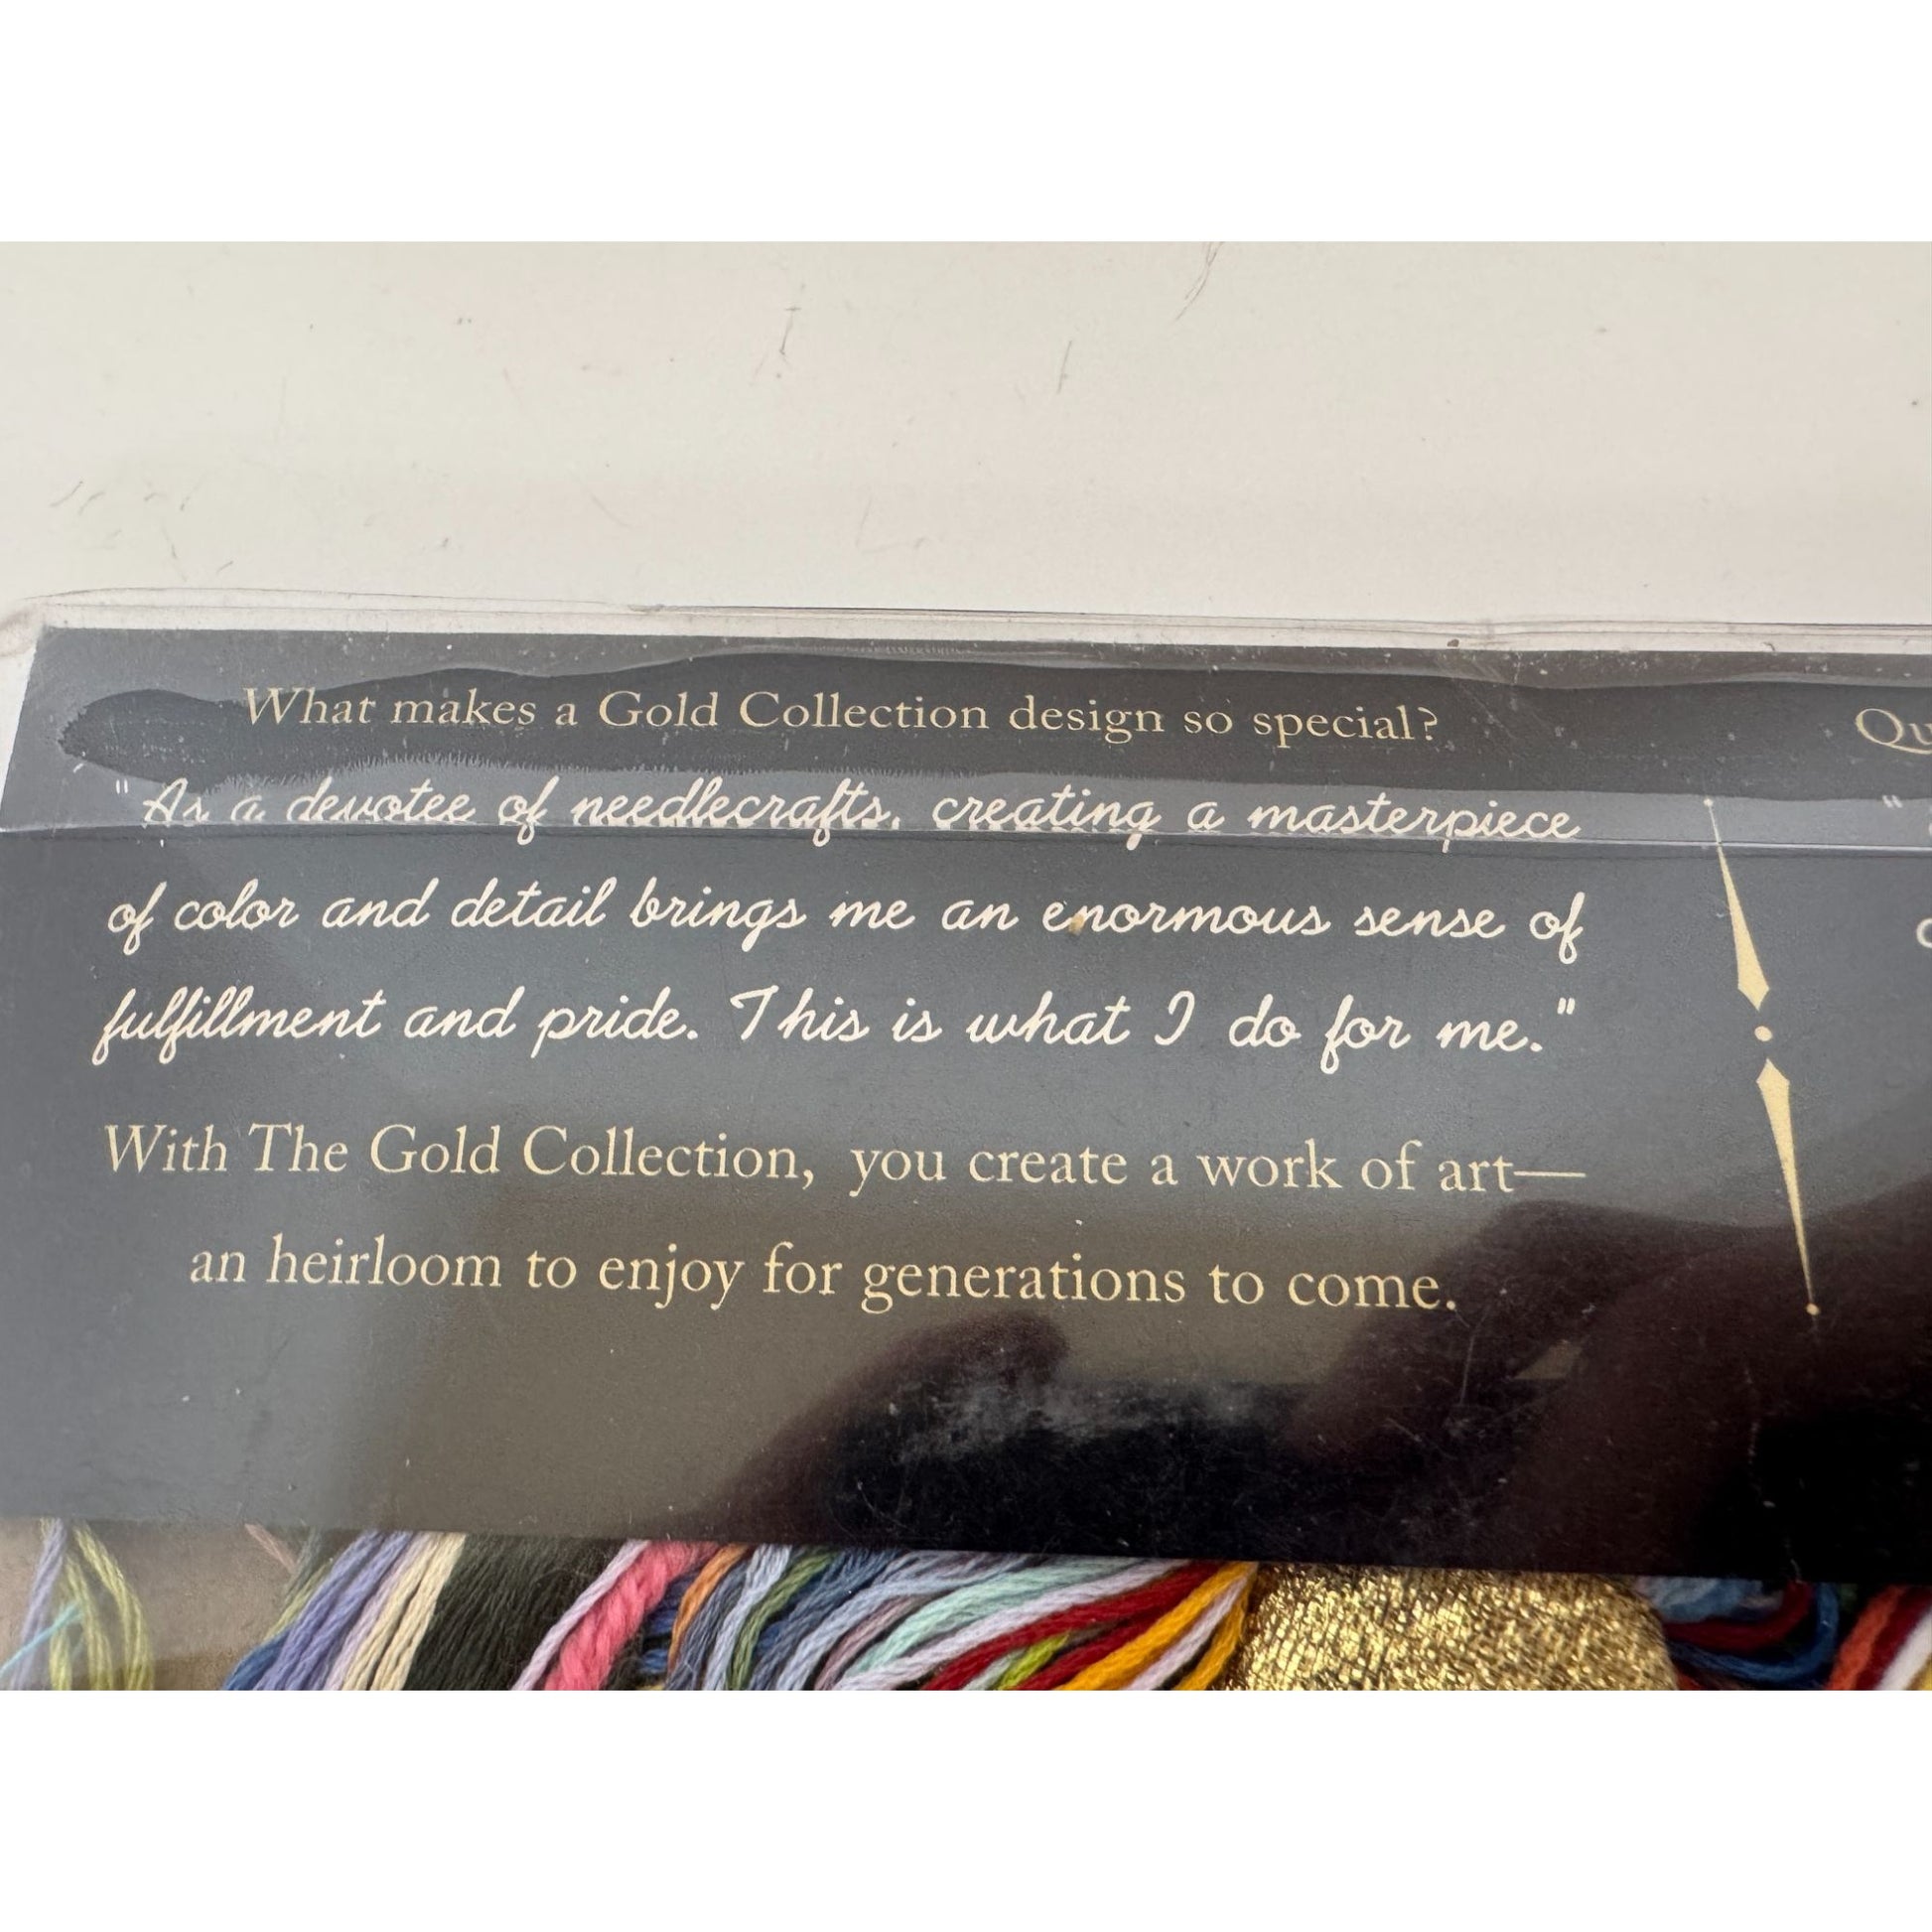 What makes a Gold Collection design so special?
"As a devotee of needlecrafts, creating a masterpiece
of color and detail brings me an enormous sense of
fulfillment and pride. This is what I do for me."
With The Gold Collection, you create a work of art—
an heirloom to enjoy for generations to come.